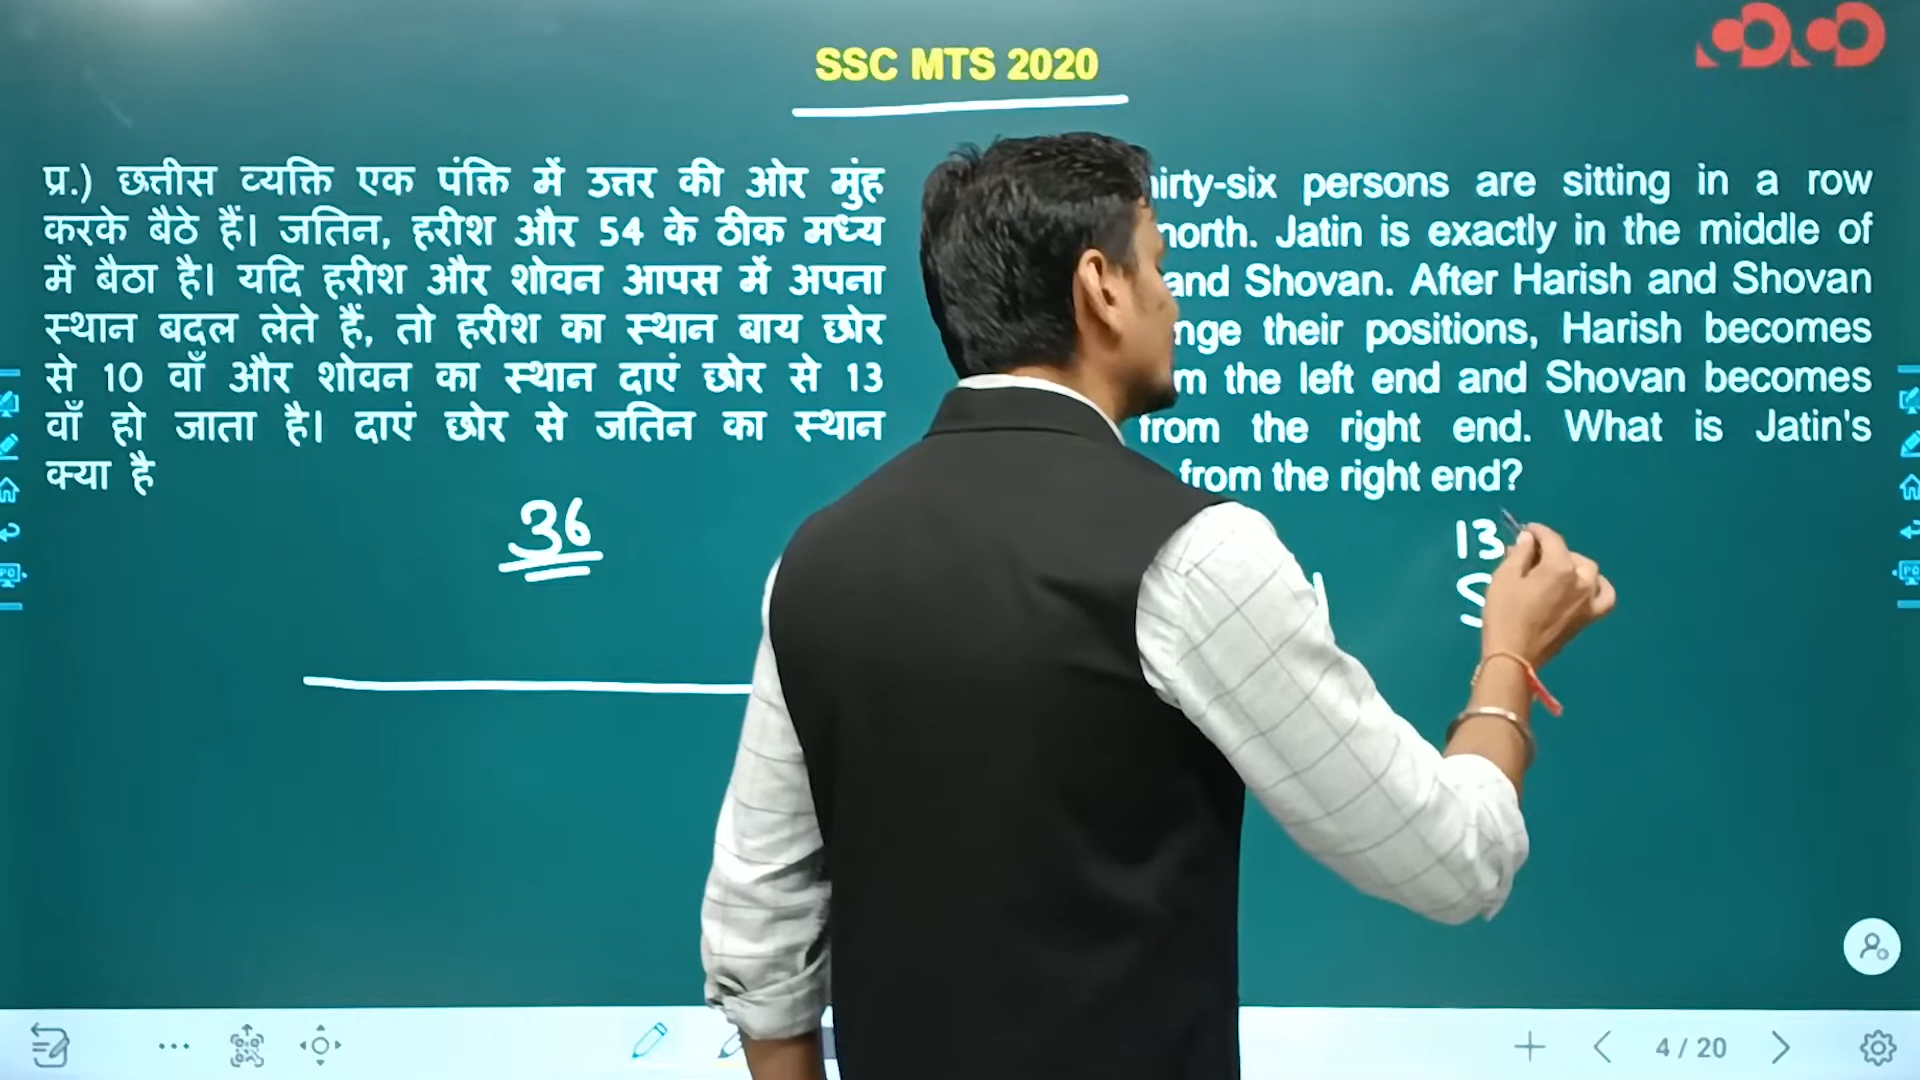 SSC MTS 2020
प्र.) छत्तीस व्यक्ति एक पंक्ति में उत्तर की ओर मुंह
करके बैठे हैं। जतिन, हरीश और 54 के ठीक मध्य
में बैठा है। यदि हरीश और शोवन आपस में अपना
स्थान बदल लेते हैं, तो हरीश का स्थान बाय छोर
से 10 वाँ और शोवन का स्थान दाएं छोर से 13
वाँ हो जाता है। दाएं छोर से जतिन का स्थान
क्या है
hirty-six persons are sitting in a row
north. Jatin is exactly in the middle of
and Shovan. After Harish and Shovan
nge their positions, Harish becomes
m the left end and Shovan becomes
from the right end. What is Jatin's
from the right end?
36
13
S
4 / 20